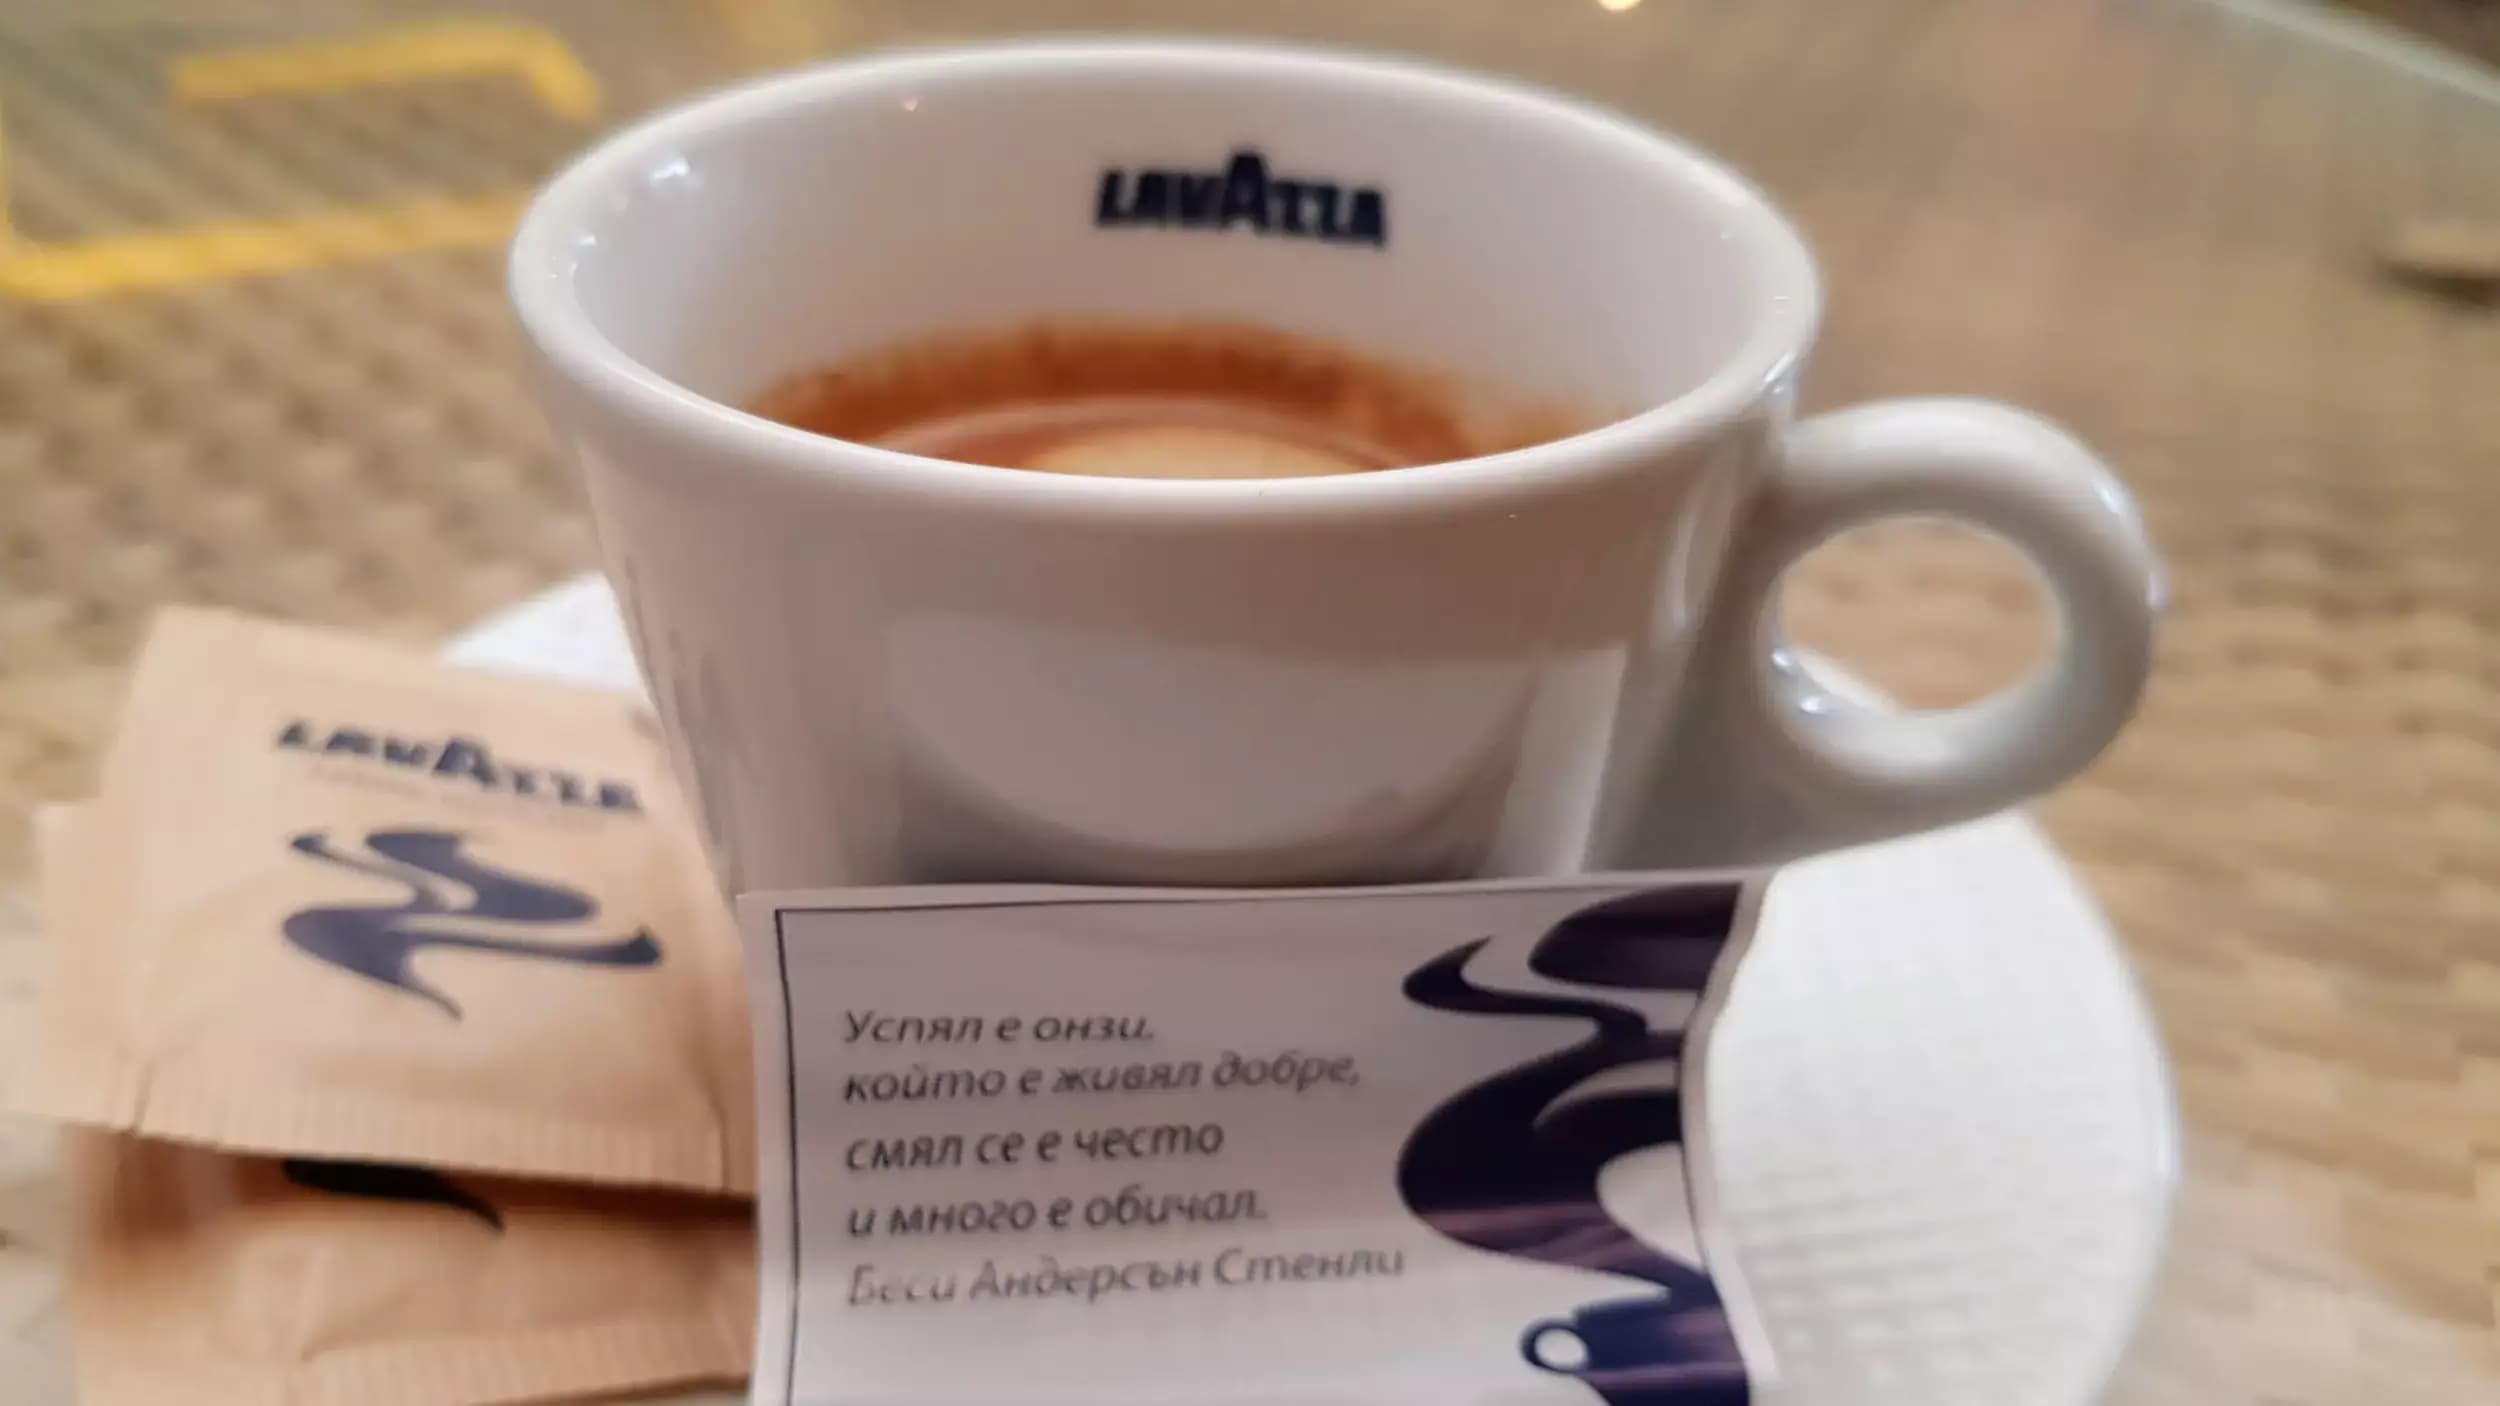 LAVAZZA
LAVAZZA
Успял е онзи,
който е живял добре,
смял се е често
и много е обичал.
Беси Андерсън Стенли